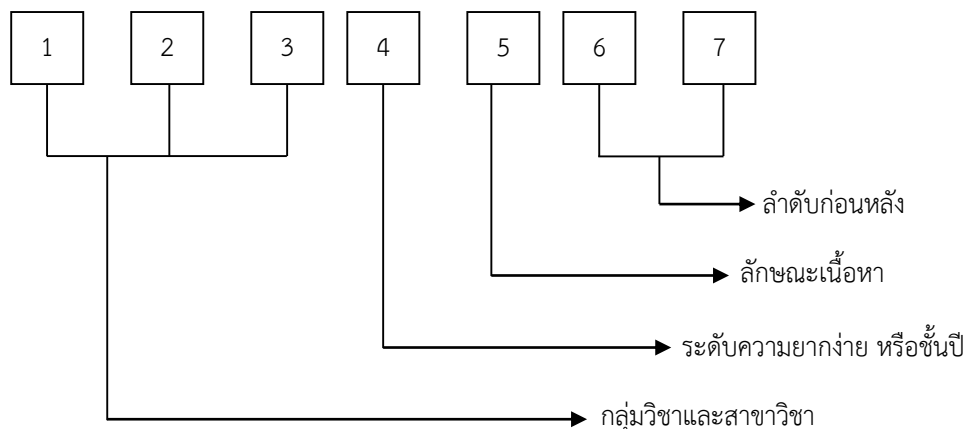 1 2 3 4 5 6 7
ลำดับก่อนหลัง
ลักษณะเนื้อหา
ระดับความยากง่าย หรือชั้นปี
กลุ่มวิชาและสาขาวิชา